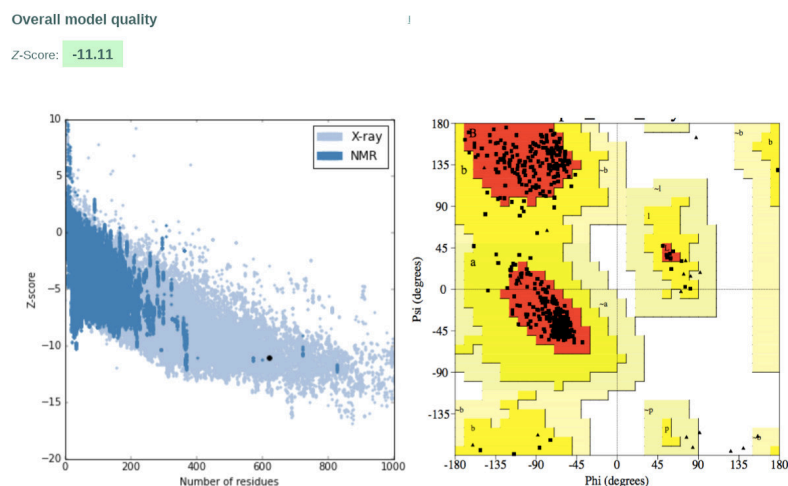 Overall model quality
Z-Score: -11.11
10
5
0
−5
−10
−15
−20
0
200
400
600
800
1000
Z-score
Number of residues
X-ray
NMR
180
135
90
45
0
-45
-90
-135
-180
-135
-90
-45
0
45
90
135
180
Psi (degrees)
Phi (degrees)
B
b
~b
~b
b
~l
l
a
~a
~b
b
~p
p
~b